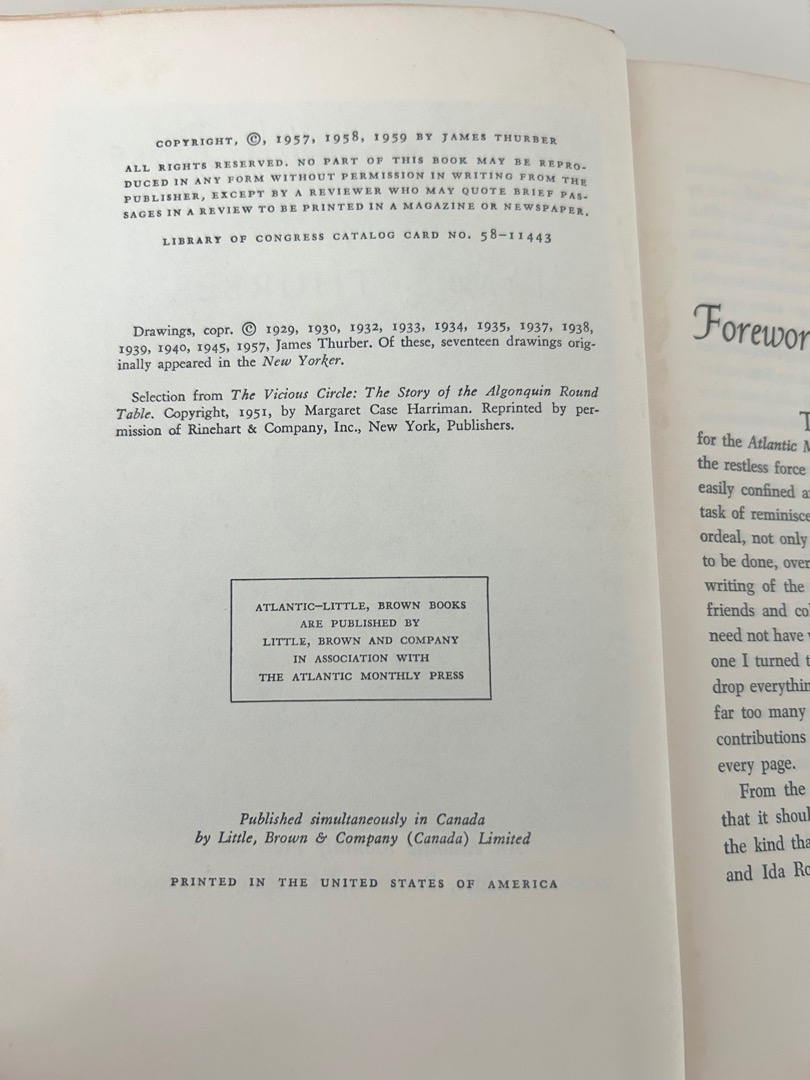 COPYRIGHT, ©, 1957, 1958, 1959 BY JAMES THURBER
ALL RIGHTS RESERVED. NO PART OF THIS BOOK MAY BE REPRO-
DUCED IN ANY FORM WITHOUT PERMISSION IN WRITING FROM THE
PUBLISHER, EXCEPT BY A REVIEWER WHO MAY QUOTE BRIEF PAS-
SAGES IN A REVIEW TO BE PRINTED IN A MAGAZINE OR NEWSPAPER.
LIBRARY OF CONGRESS CATALOG CARD NO. 58–11443
Drawings, copr. © 1929, 1930, 1932, 1933, 1934, 1935, 1937, 1938,
1939, 1940, 1945, 1957, James Thurber. Of these, seventeen drawings orig-
inally appeared in the New Yorker.
Selection from The Vicious Circle: The Story of the Algonquin Round
Table. Copyright, 1951, by Margaret Case Harriman. Reprinted by per-
mission of Rinehart & Company, Inc., New York, Publishers.
ATLANTIC–LITTLE, BROWN BOOKS
ARE PUBLISHED BY
LITTLE, BROWN AND COMPANY
IN ASSOCIATION WITH
THE ATLANTIC MONTHLY PRESS
Published simultaneously in Canada
by Little, Brown & Company (Canada) Limited
PRINTED IN THE UNITED STATES OF AMERICA
Forewor
T
for the Atlantic M
the restless force
easily confined a
task of reminisce
ordeal, not only
to be done, over
writing of the
friends and co
need not have
one I turned t
drop everythin
far too many
contributions
every page.
From the
that it shoul
the kind tha
and Ida Ro